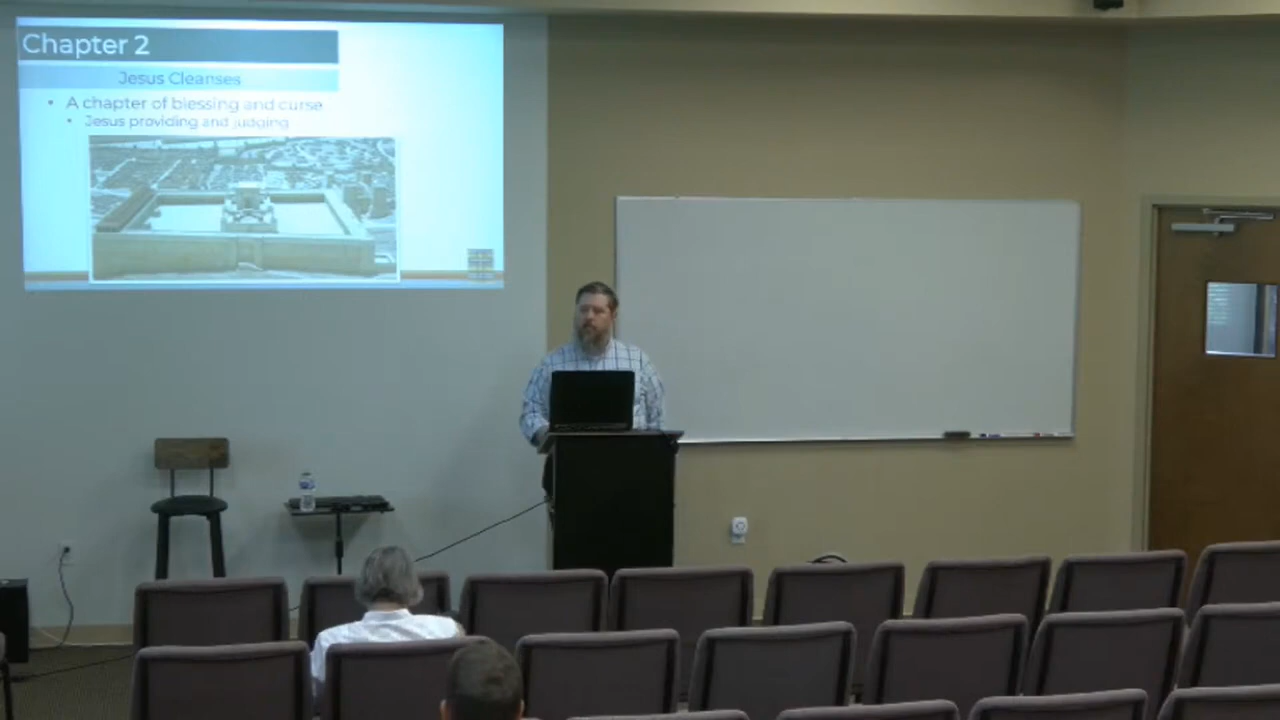 Chapter 2
Jesus Cleanses
• A chapter of blessing and curse
• Jesus providing and judging